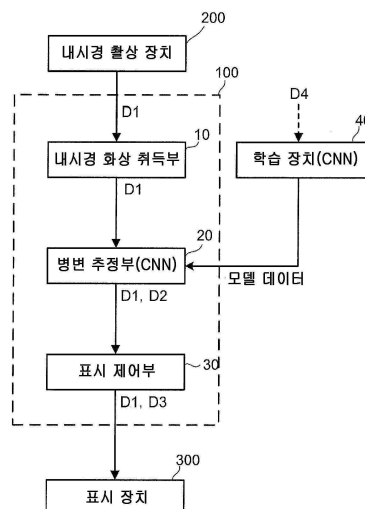 200
내시경 촬상 장치
100
D1
D4
10
40
내시경 화상 취득부
학습 장치(CNN)
D1
20
병변 추정부(CNN)
모델 데이터
D1, D2
30
표시 제어부
D1, D3
300
표시 장치